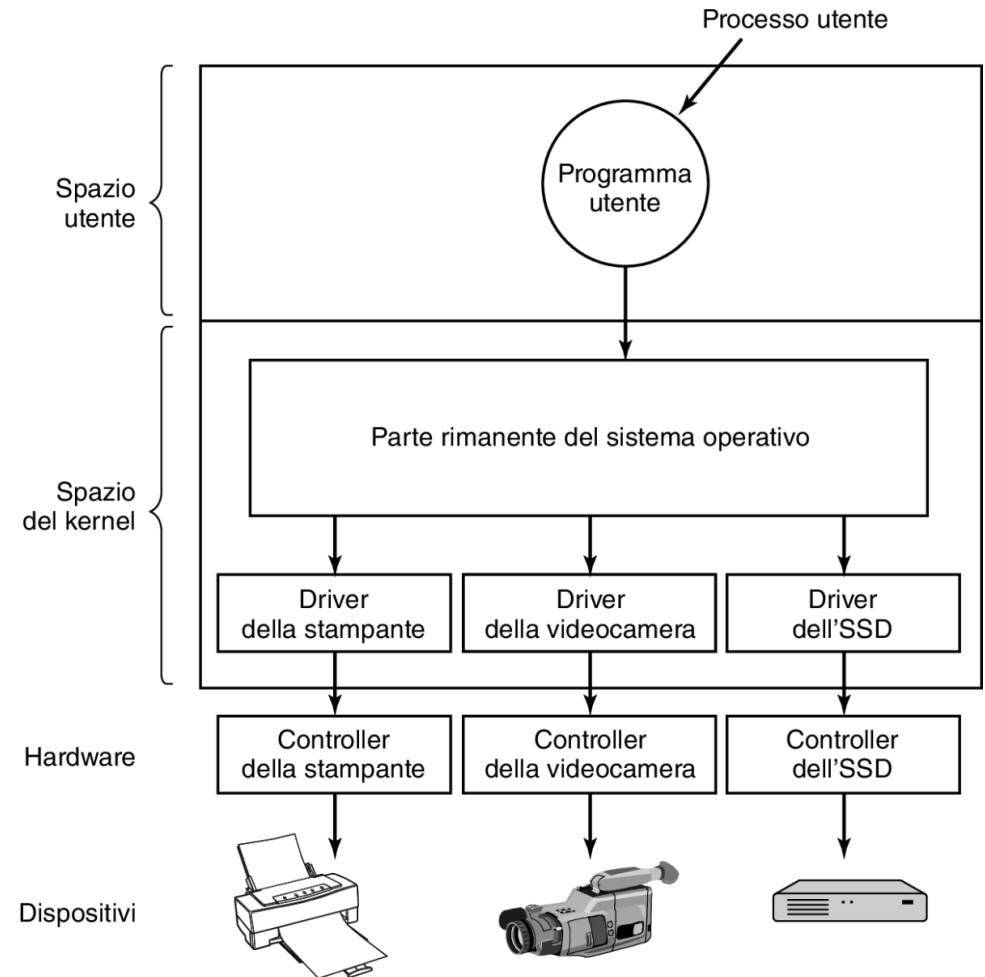 Processo utente
Programma
utente
Spazio
utente
Parte rimanente del sistema operativo
Spazio
del kernel
Driver
della stampante
Driver
della videocamera
Driver
dell'SSD
Hardware
Controller
della stampante
Controller
della videocamera
Controller
dell'SSD
Dispositivi